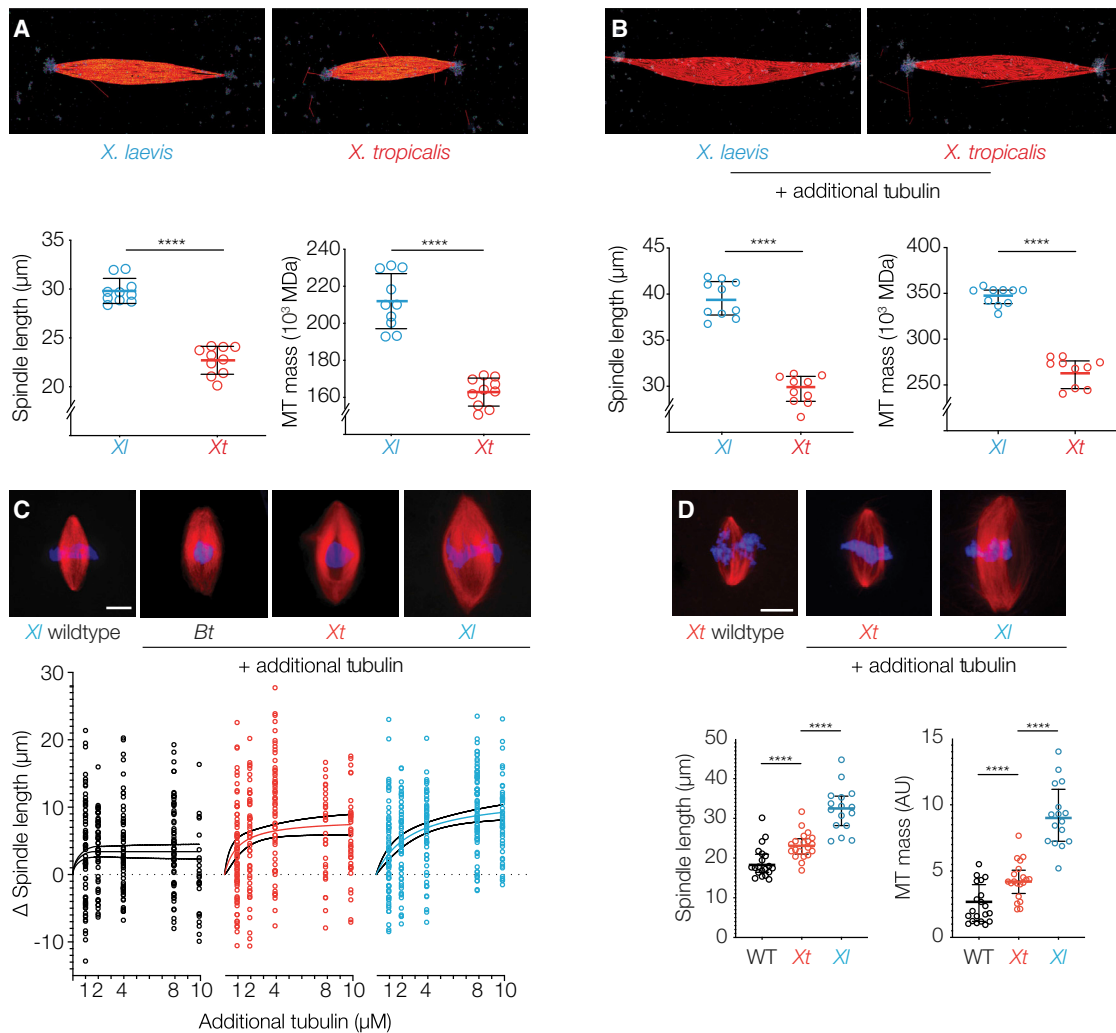 A
B
X. laevis
X. tropicalis
X. laevis
X. tropicalis
+ additional tubulin
Spindle length (µm)
35
30
25
20
****
Xl
Xt
MT mass (10³ MDa)
240
220
200
180
160
****
Xl
Xt
Spindle length (µm)
45
40
35
30
****
Xl
Xt
MT mass (10³ MDa)
400
350
300
250
****
Xl
Xt
C
D
Xl wildtype
Bt
Xt
Xl
+ additional tubulin
Xt wildtype
Xt
Xl
+ additional tubulin
Δ Spindle length (µm)
30
20
10
0
-10
1 2 4 8 10
1 2 4 8 10
1 2 4 8 10
Additional tubulin (µM)
Spindle length (µm)
50
40
30
20
10
0
****
****
WT
Xt
Xl
MT mass (AU)
15
10
5
0
****
****
WT
Xt
Xl